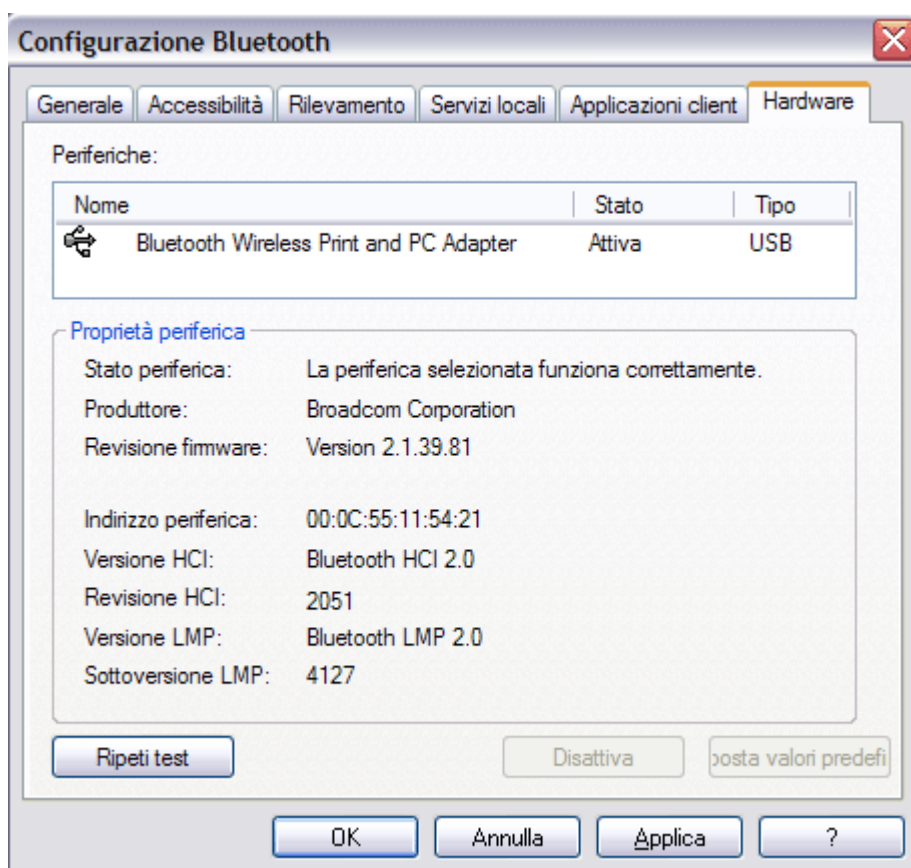 Configurazione Bluetooth
Generale Accessibilità Rilevamento Servizi locali Applicazioni client Hardware
Periferiche:
Nome Stato Tipo
Bluetooth Wireless Print and PC Adapter Attiva USB
Proprietà periferica
Stato periferica: La periferica selezionata funziona correttamente.
Produttore: Broadcom Corporation
Revisione firmware: Version 2.1.39.81
Indirizzo periferica: 00:0C:55:11:54:21
Versione HCI: Bluetooth HCI 2.0
Revisione HCI: 2051
Versione LMP: Bluetooth LMP 2.0
Sottoversione LMP: 4127
Ripeti test Disattiva posta valori predefi
OK Annulla Applica ?